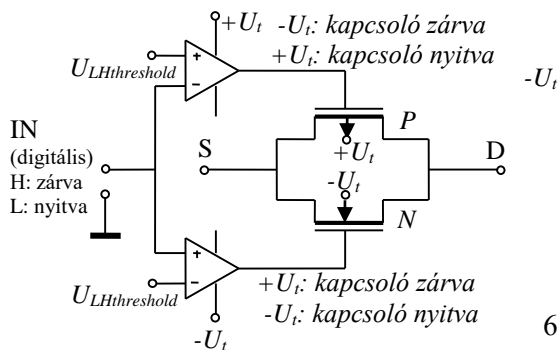 +U_t
-U_t: kapcsoló zárva
+U_t: kapcsoló nyitva
-U_t
U_LHthreshold
+
−
P
IN
(digitális)
H: zárva
L: nyitva
S
+U_t
-U_t
D
N
+
−
U_LHthreshold
+U_t: kapcsoló zárva
-U_t: kapcsoló nyitva
-U_t
6